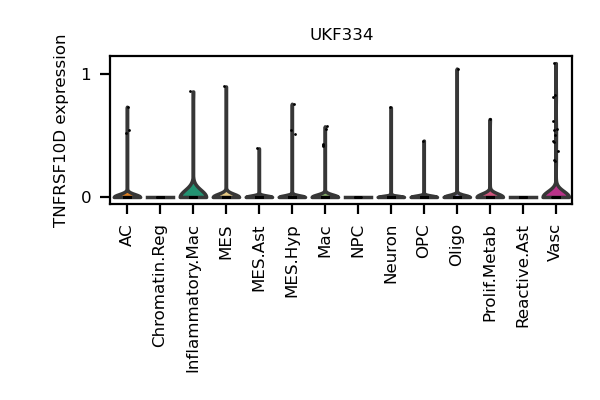 UKF334
TNFRSF10D expression
1
0
AC
Chromatin.Reg
Inflammatory.Mac
MES
MES.Ast
MES.Hyp
Mac
NPC
Neuron
OPC
Oligo
Prolif.Metab
Reactive.Ast
Vasc